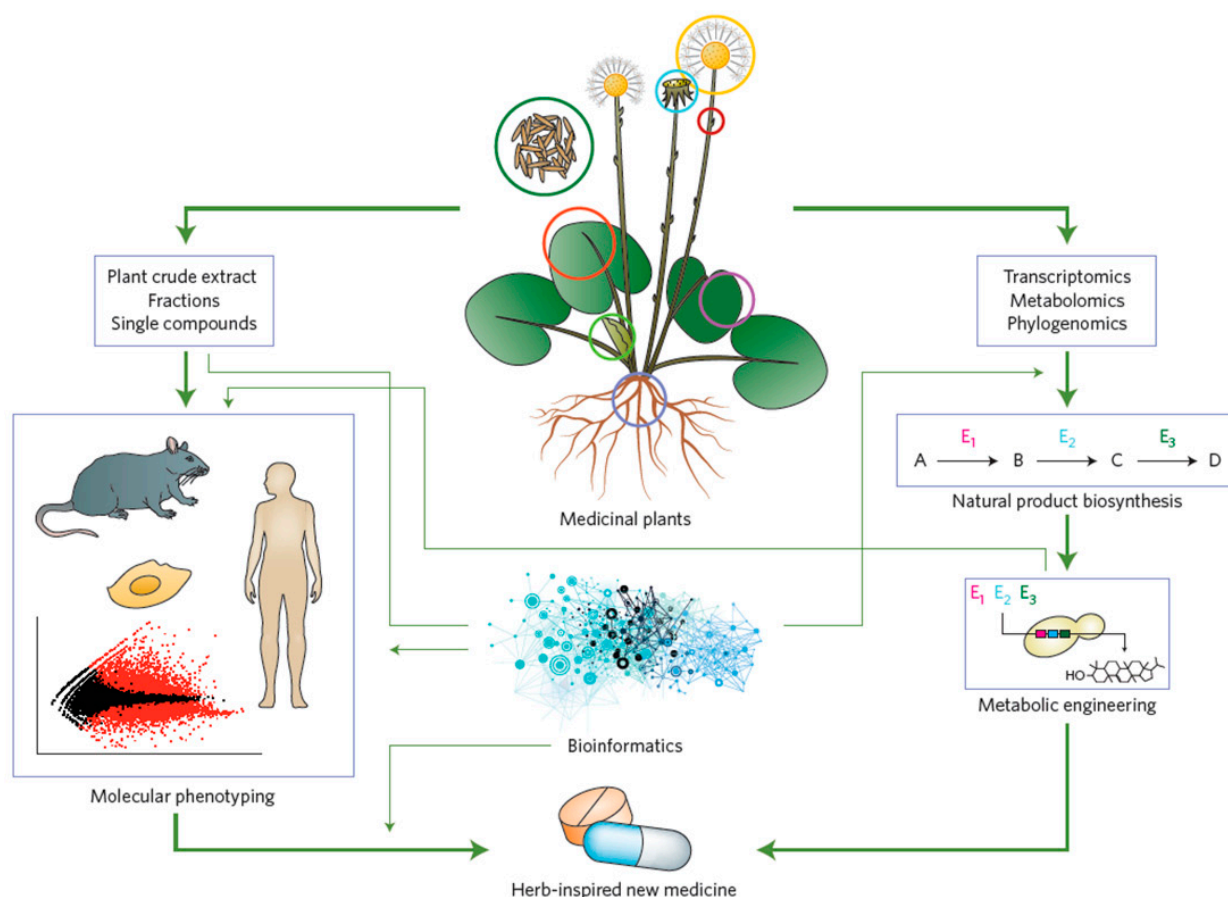 Plant crude extract
Fractions
Single compounds
Transcriptomics
Metabolomics
Phylogenomics
E1 E2 E3
A B C D
Natural product biosynthesis
Medicinal plants
E1 E2 E3
HO
Metabolic engineering
Bioinformatics
Molecular phenotyping
Herb-inspired new medicine